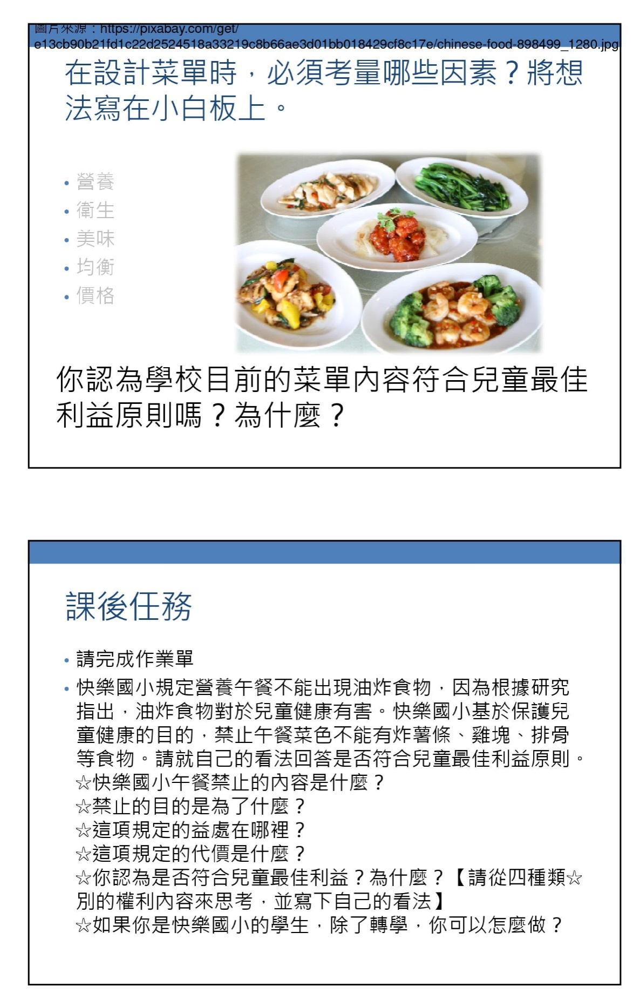 圖片來源：https://pixabay.com/get/
e13cb90b21fd1c22d2524518a33219c8b66ae3d01bb018429cf8c17e/chinese-food-898499_1280.jpg
在設計菜單時，必須考量哪些因素？將想
法寫在小白板上。
• 營養
• 衛生
• 美味
• 均衡
• 價格
你認為學校目前的菜單內容符合兒童最佳
利益原則嗎？為什麼？
課後任務
• 請完成作業單
• 快樂國小規定營養午餐不能出現油炸食物，因為根據研究
指出，油炸食物對於兒童健康有害。快樂國小基於保護兒
童健康的目的，禁止午餐菜色不能有炸薯條、雞塊、排骨
等食物。請就自己的看法回答是否符合兒童最佳利益原則。
☆快樂國小午餐禁止的內容是什麼？
☆禁止的目的是為了什麼？
☆這項規定的益處在哪裡？
☆這項規定的代價是什麼？
☆你認為是否符合兒童最佳利益？為什麼？【請從四種類☆
別的權利內容來思考，並寫下自己的看法】
☆如果你是快樂國小的學生，除了轉學，你可以怎麼做？